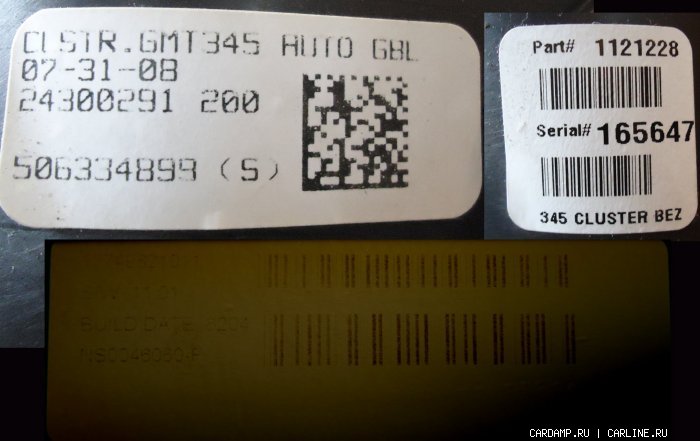 CLSTR.GMT345 AUTO GBL
07-31-08
24300291 200
506334899 (S)
Part# 1121228
Serial# 165647
345 CLUSTER BEZ
BUILD DATE
CARDAMP.RU | CARLINE.RU